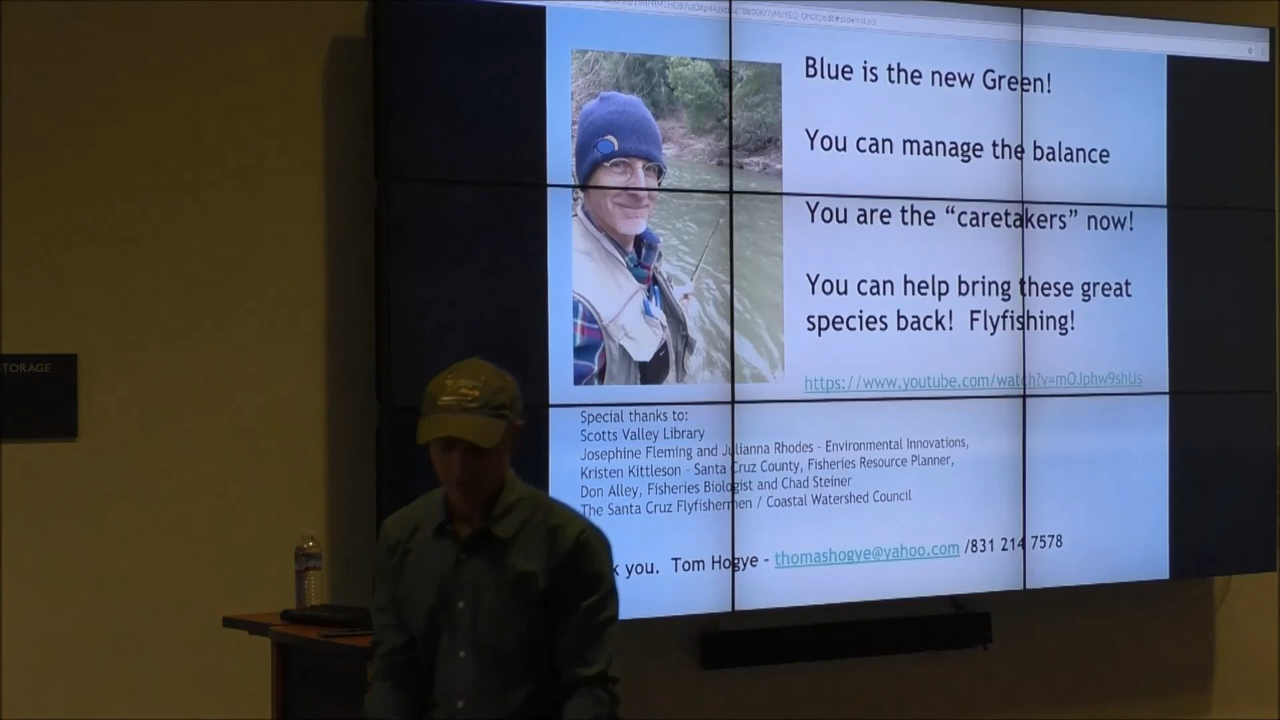 Blue is the new Green!
You can manage the balance
You are the “caretakers” now!
You can help bring these great
species back! Flyfishing!
https://www.youtube.com/watch?v=mOJphw9shUs
Special thanks to:
Scotts Valley Library
Josephine Fleming and Julianna Rhodes - Environmental Innovations,
Kristen Kittleson - Santa Cruz County, Fisheries Resource Planner,
Don Alley, Fisheries Biologist and Chad Steiner
The Santa Cruz Flyfishermen / Coastal Watershed Council
k you. Tom Hogye - thomashogye@yahoo.com /831 214 7578
TORAGE